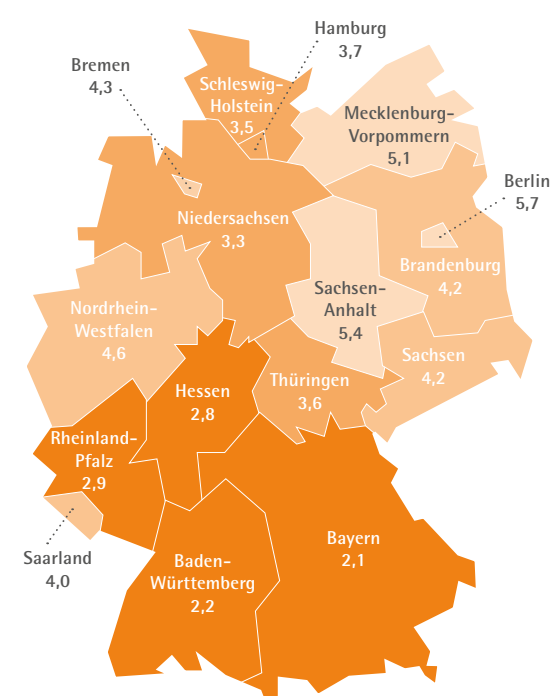 Hamburg
3,7
Bremen
4,3
Schleswig-
Holstein
3,5
Mecklenburg-
Vorpommern
5,1
Berlin
5,7
Niedersachsen
3,3
Brandenburg
4,2
Sachsen-
Anhalt
5,4
Nordrhein-
Westfalen
4,6
Sachsen
4,2
Thüringen
3,6
Hessen
2,8
Rheinland-
Pfalz
2,9
Saarland
4,0
Bayern
2,1
Baden-
Württemberg
2,2